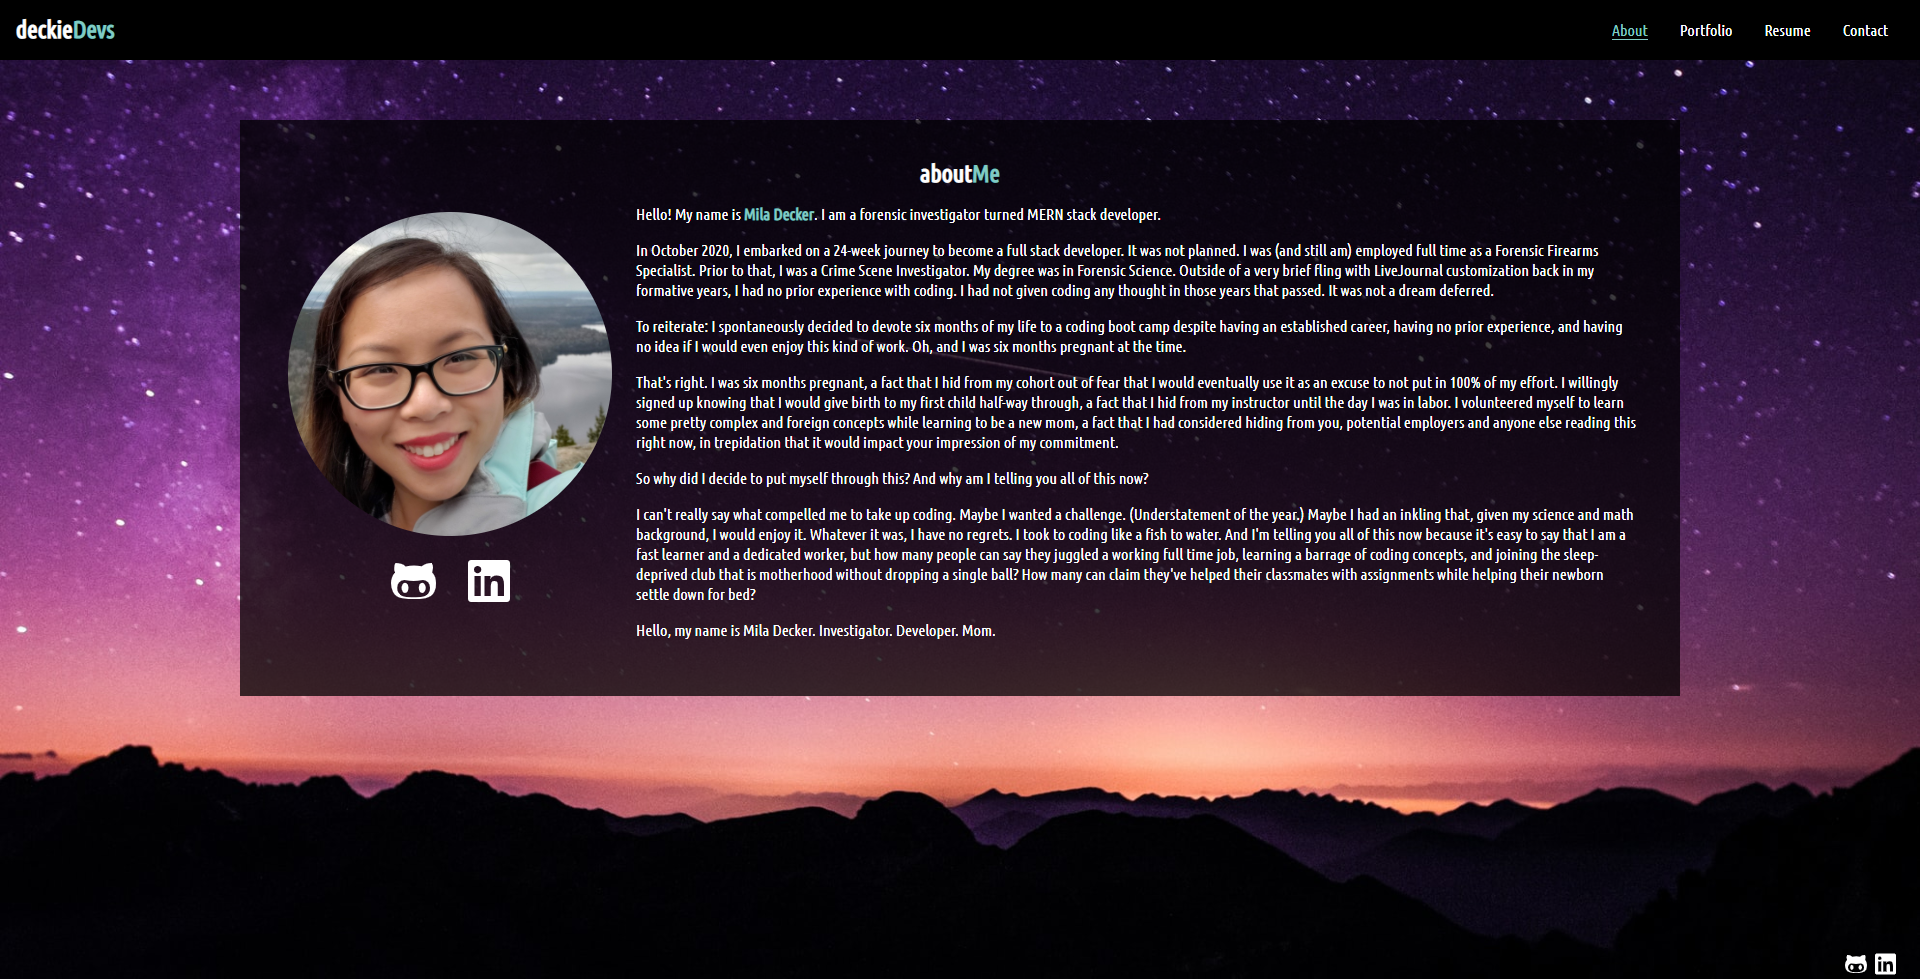 deckieDevs
About Portfolio Resume Contact
aboutMe
Hello! My name is Mila Decker. I am a forensic investigator turned MERN stack developer.
In October 2020, I embarked on a 24-week journey to become a full stack developer. It was not planned. I was (and still am) employed full time as a Forensic Firearms
Specialist. Prior to that, I was a Crime Scene Investigator. My degree was in Forensic Science. Outside of a very brief fling with LiveJournal customization back in my
formative years, I had no prior experience with coding. I had not given coding any thought in those years that passed. It was not a dream deferred.
To reiterate: I spontaneously decided to devote six months of my life to a coding boot camp despite having an established career, having no prior experience, and having
no idea if I would even enjoy this kind of work. Oh, and I was six months pregnant at the time.
That's right. I was six months pregnant, a fact that I hid from my cohort out of fear that I would eventually use it as an excuse to not put in 100% of my effort. I willingly
signed up knowing that I would give birth to my first child half-way through, a fact that I hid from my instructor until the day I was in labor. I volunteered myself to learn
some pretty complex and foreign concepts while learning to be a new mom, a fact that I had considered hiding from you, potential employers and anyone else reading this
right now, in trepidation that it would impact your impression of my commitment.
So why did I decide to put myself through this? And why am I telling you all of this now?
I can't really say what compelled me to take up coding. Maybe I wanted a challenge. (Understatement of the year.) Maybe I had an inkling that, given my science and math
background, I would enjoy it. Whatever it was, I have no regrets. I took to coding like a fish to water. And I'm telling you all of this now because it's easy to say that I am a
fast learner and a dedicated worker, but how many people can say they juggled a working full time job, learning a barrage of coding concepts, and joining the sleep-
deprived club that is motherhood without dropping a single ball? How many can claim they've helped their classmates with assignments while helping their newborn
settle down for bed?
Hello, my name is Mila Decker. Investigator. Developer. Mom.
in
in